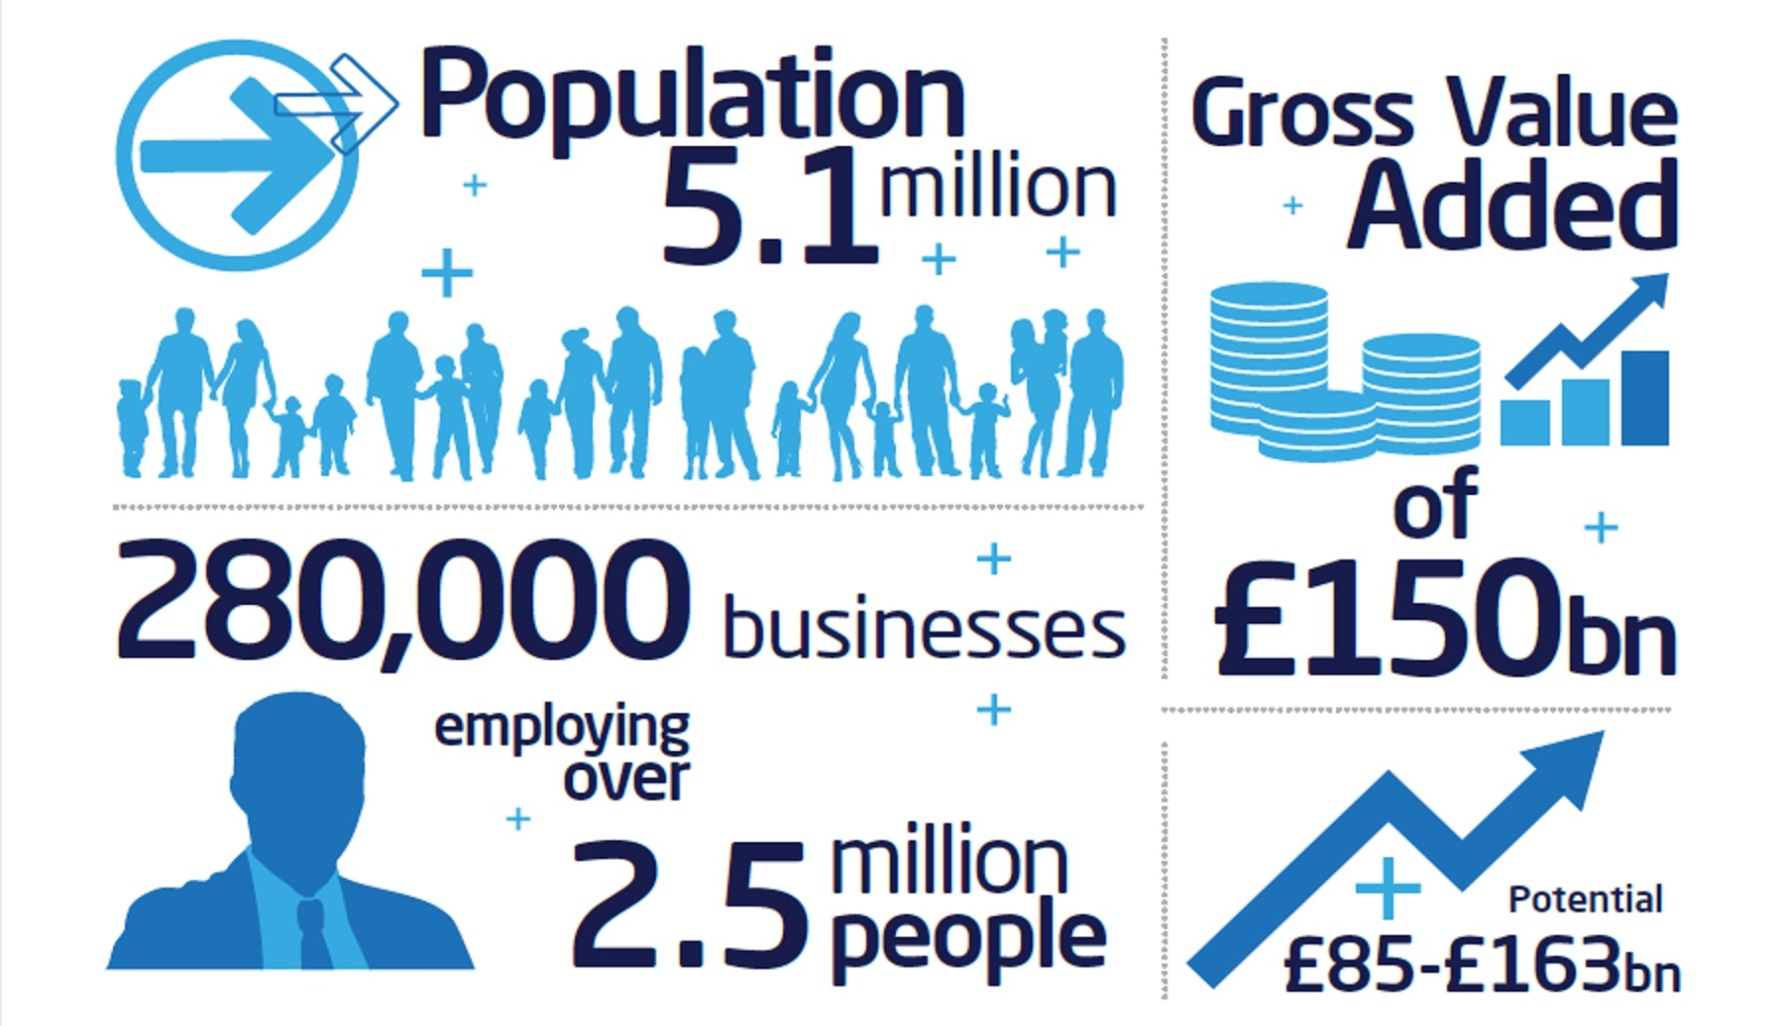 Population
5.1 million
280,000 businesses
employing
over
2.5 million
people
Gross Value
Added
of
£150bn
Potential
£85-£163bn